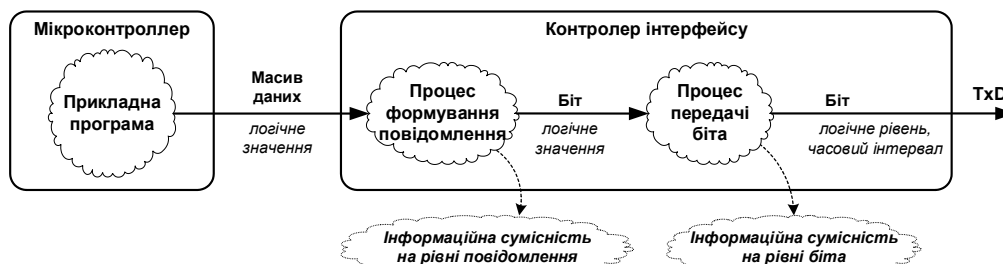 Мікроконтроллер
Прикладна
програма
Масив
даних
логічне
значення
Контролер інтерфейсу
Процес
формування
повідомлення
Біт
логічне
значення
Процес
передачі
біта
Біт
логічне рівень,
часовий інтервал
TxD
Інформаційна сумісність
на рівні повідомлення
Інформаційна сумісність
на рівні біта